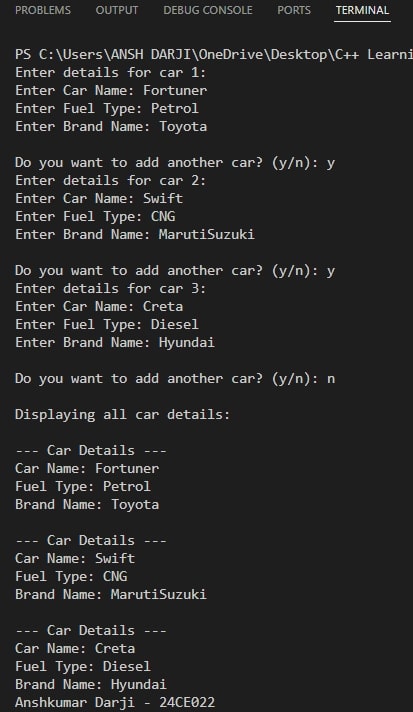 PROBLEMS OUTPUT DEBUG CONSOLE PORTS TERMINAL
PS C:\Users\ANSH DARJI\OneDrive\Desktop\C++ Learni
Enter details for car 1:
Enter Car Name: Fortuner
Enter Fuel Type: Petrol
Enter Brand Name: Toyota
Do you want to add another car? (y/n): y
Enter details for car 2:
Enter Car Name: Swift
Enter Fuel Type: CNG
Enter Brand Name: MarutiSuzuki
Do you want to add another car? (y/n): y
Enter details for car 3:
Enter Car Name: Creta
Enter Fuel Type: Diesel
Enter Brand Name: Hyundai
Do you want to add another car? (y/n): n
Displaying all car details:
--- Car Details ---
Car Name: Fortuner
Fuel Type: Petrol
Brand Name: Toyota
--- Car Details ---
Car Name: Swift
Fuel Type: CNG
Brand Name: MarutiSuzuki
--- Car Details ---
Car Name: Creta
Fuel Type: Diesel
Brand Name: Hyundai
Anshkumar Darji - 24CE022